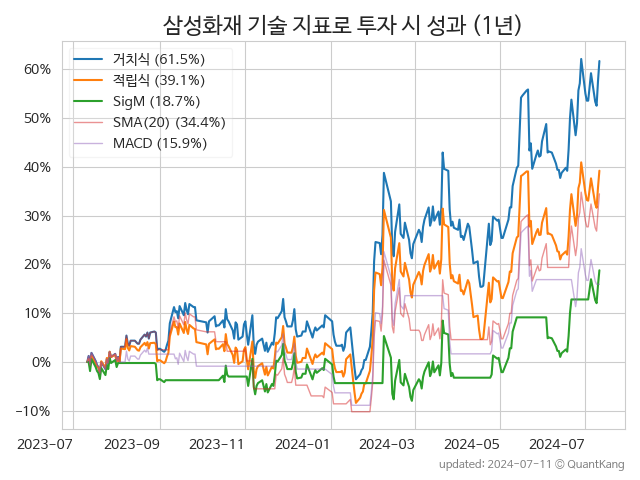 삼성화재 기술 지표로 투자 시 성과 (1년)
거치식 (61.5%)
적립식 (39.1%)
SigM (18.7%)
SMA(20) (34.4%)
MACD (15.9%)
60%
50%
40%
30%
20%
10%
0%
−10%
2023-07 2023-09 2023-11 2024-01 2024-03 2024-05 2024-07
updated: 2024-07-11 © QuantKang